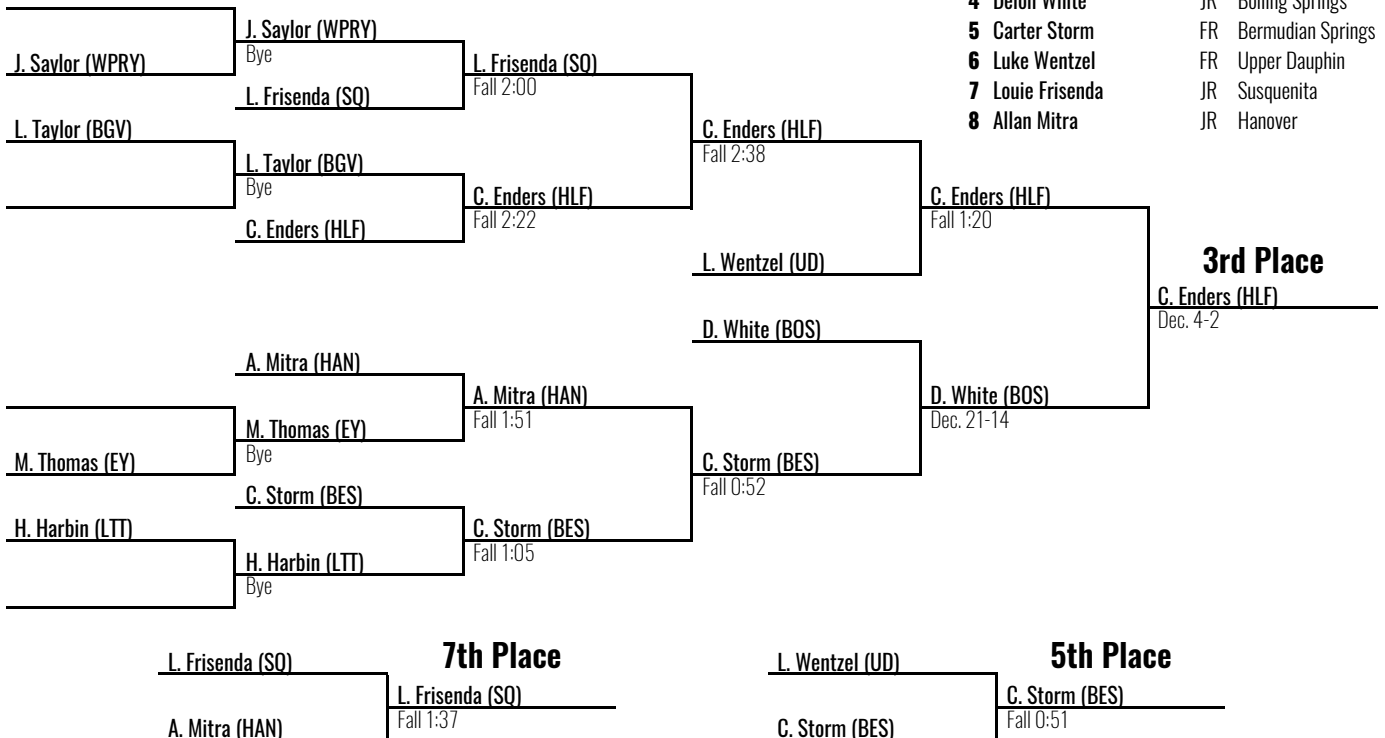 4 Delon White JR Boiling Springs
J. Saylor (WPRY)
5 Carter Storm FR Bermudian Springs
Bye
J. Saylor (WPRY)
L. Frisenda (SQ)
6 Luke Wentzel FR Upper Dauphin
Fall 2:00
L. Frisenda (SQ)
7 Louie Frisenda JR Susquenita
L. Taylor (BGV)
C. Enders (HLF)
8 Allan Mitra JR Hanover
Fall 2:38
L. Taylor (BGV)
Bye
C. Enders (HLF)
C. Enders (HLF)
Fall 2:22
Fall 1:20
C. Enders (HLF)
L. Wentzel (UD)
3rd Place
C. Enders (HLF)
Dec. 4-2
D. White (BOS)
A. Mitra (HAN)
A. Mitra (HAN)
D. White (BOS)
Fall 1:51
Dec. 21-14
M. Thomas (EY)
Bye
M. Thomas (EY)
C. Storm (BES)
Fall 0:52
C. Storm (BES)
H. Harbin (LTT)
C. Storm (BES)
Fall 1:05
H. Harbin (LTT)
Bye
L. Frisenda (SQ)
7th Place
L. Wentzel (UD)
5th Place
L. Frisenda (SQ)
C. Storm (BES)
Fall 1:37
Fall 0:51
A. Mitra (HAN)
C. Storm (BES)